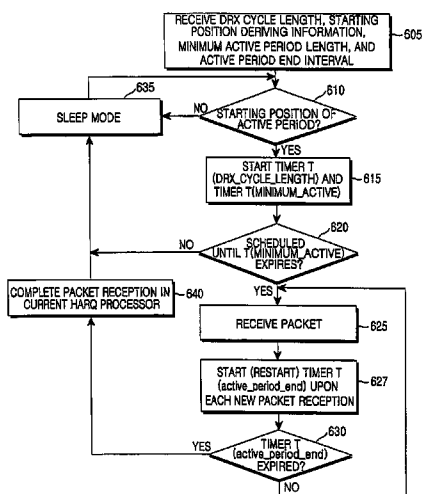 RECEIVE DRX CYCLE LENGTH, STARTING
POSITION DERIVING INFORMATION,
MINIMUM ACTIVE PERIOD LENGTH, AND
ACTIVE PERIOD END INTERVAL
605
635
SLEEP MODE
NO
610
STARTING POSITION OF
ACTIVE PERIOD?
YES
START TIMER T
(DRX_CYCLE_LENGTH) AND
TIMER T(MINIMUM_ACTIVE)
615
620
NO
SCHEDULED
UNTIL T(MINIMUM_ACTIVE)
EXPIRES?
YES
COMPLETE PACKET RECEPTION IN
CURRENT HARQ PROCESSOR
640
RECEIVE PACKET
625
START (RESTART) TIMER T
(active_period_end) UPON
EACH NEW PACKET RECEPTION
627
YES
630
TIMER T
(active_period_end)
EXPIRED?
NO